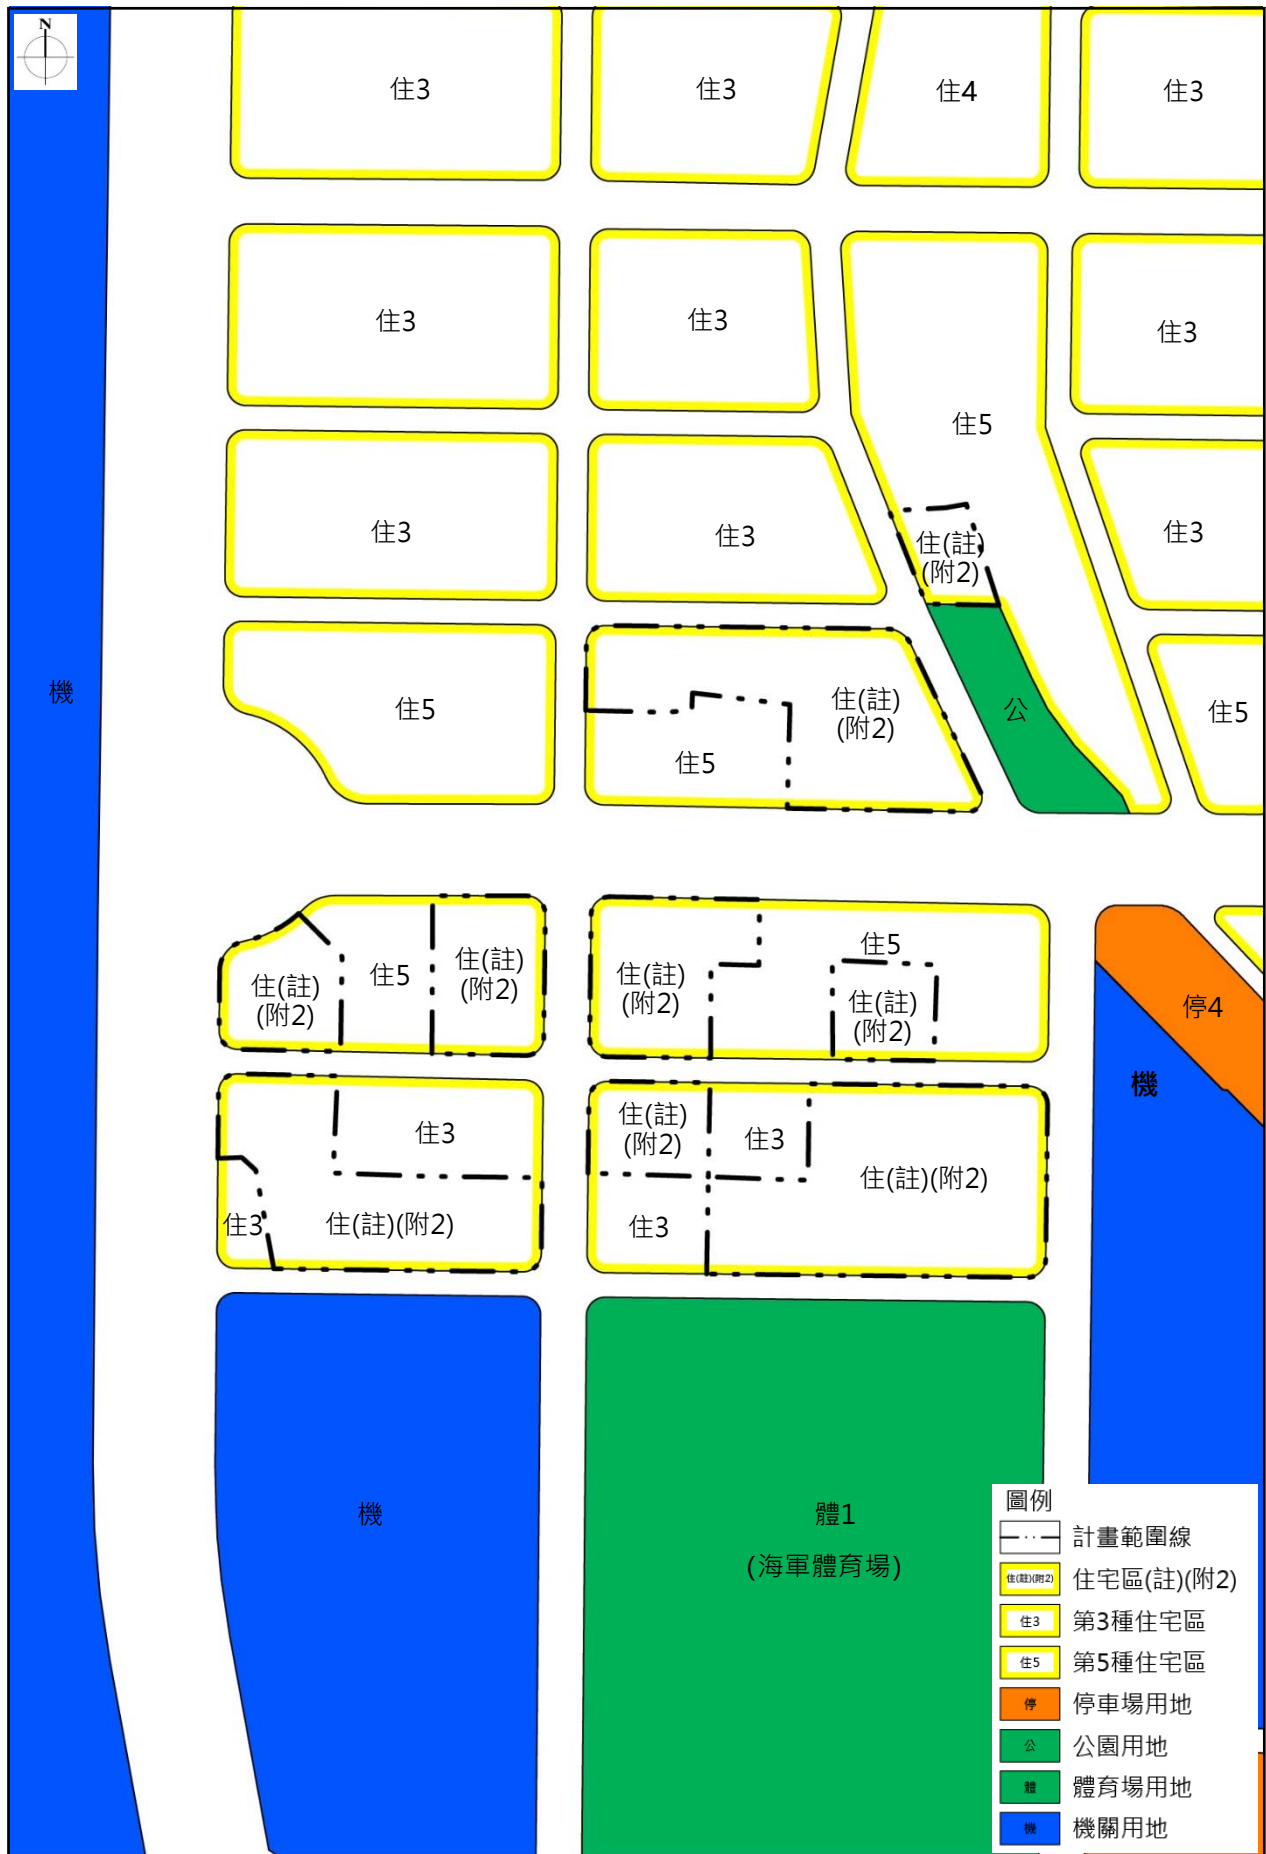 N
住3
住3
住4
住3
住3
住3
住3
住5
住3
住3
住3
住(註)
(附2)
機
住5
住(註)
(附2)
住5
公
住5
住(註)
(附2)
住5
住(註)
(附2)
住(註)
(附2)
住5
住(註)
(附2)
停4
機
住3
住(註)
(附2)
住3
住(註)(附2)
住3
住(註)(附2)
住3
機
體1
(海軍體育場)
圖例
計畫範圍線
住(註)(附2) 住宅區(註)(附2)
住3 第3種住宅區
住5 第5種住宅區
停 停車場用地
公 公園用地
體 體育場用地
機 機關用地